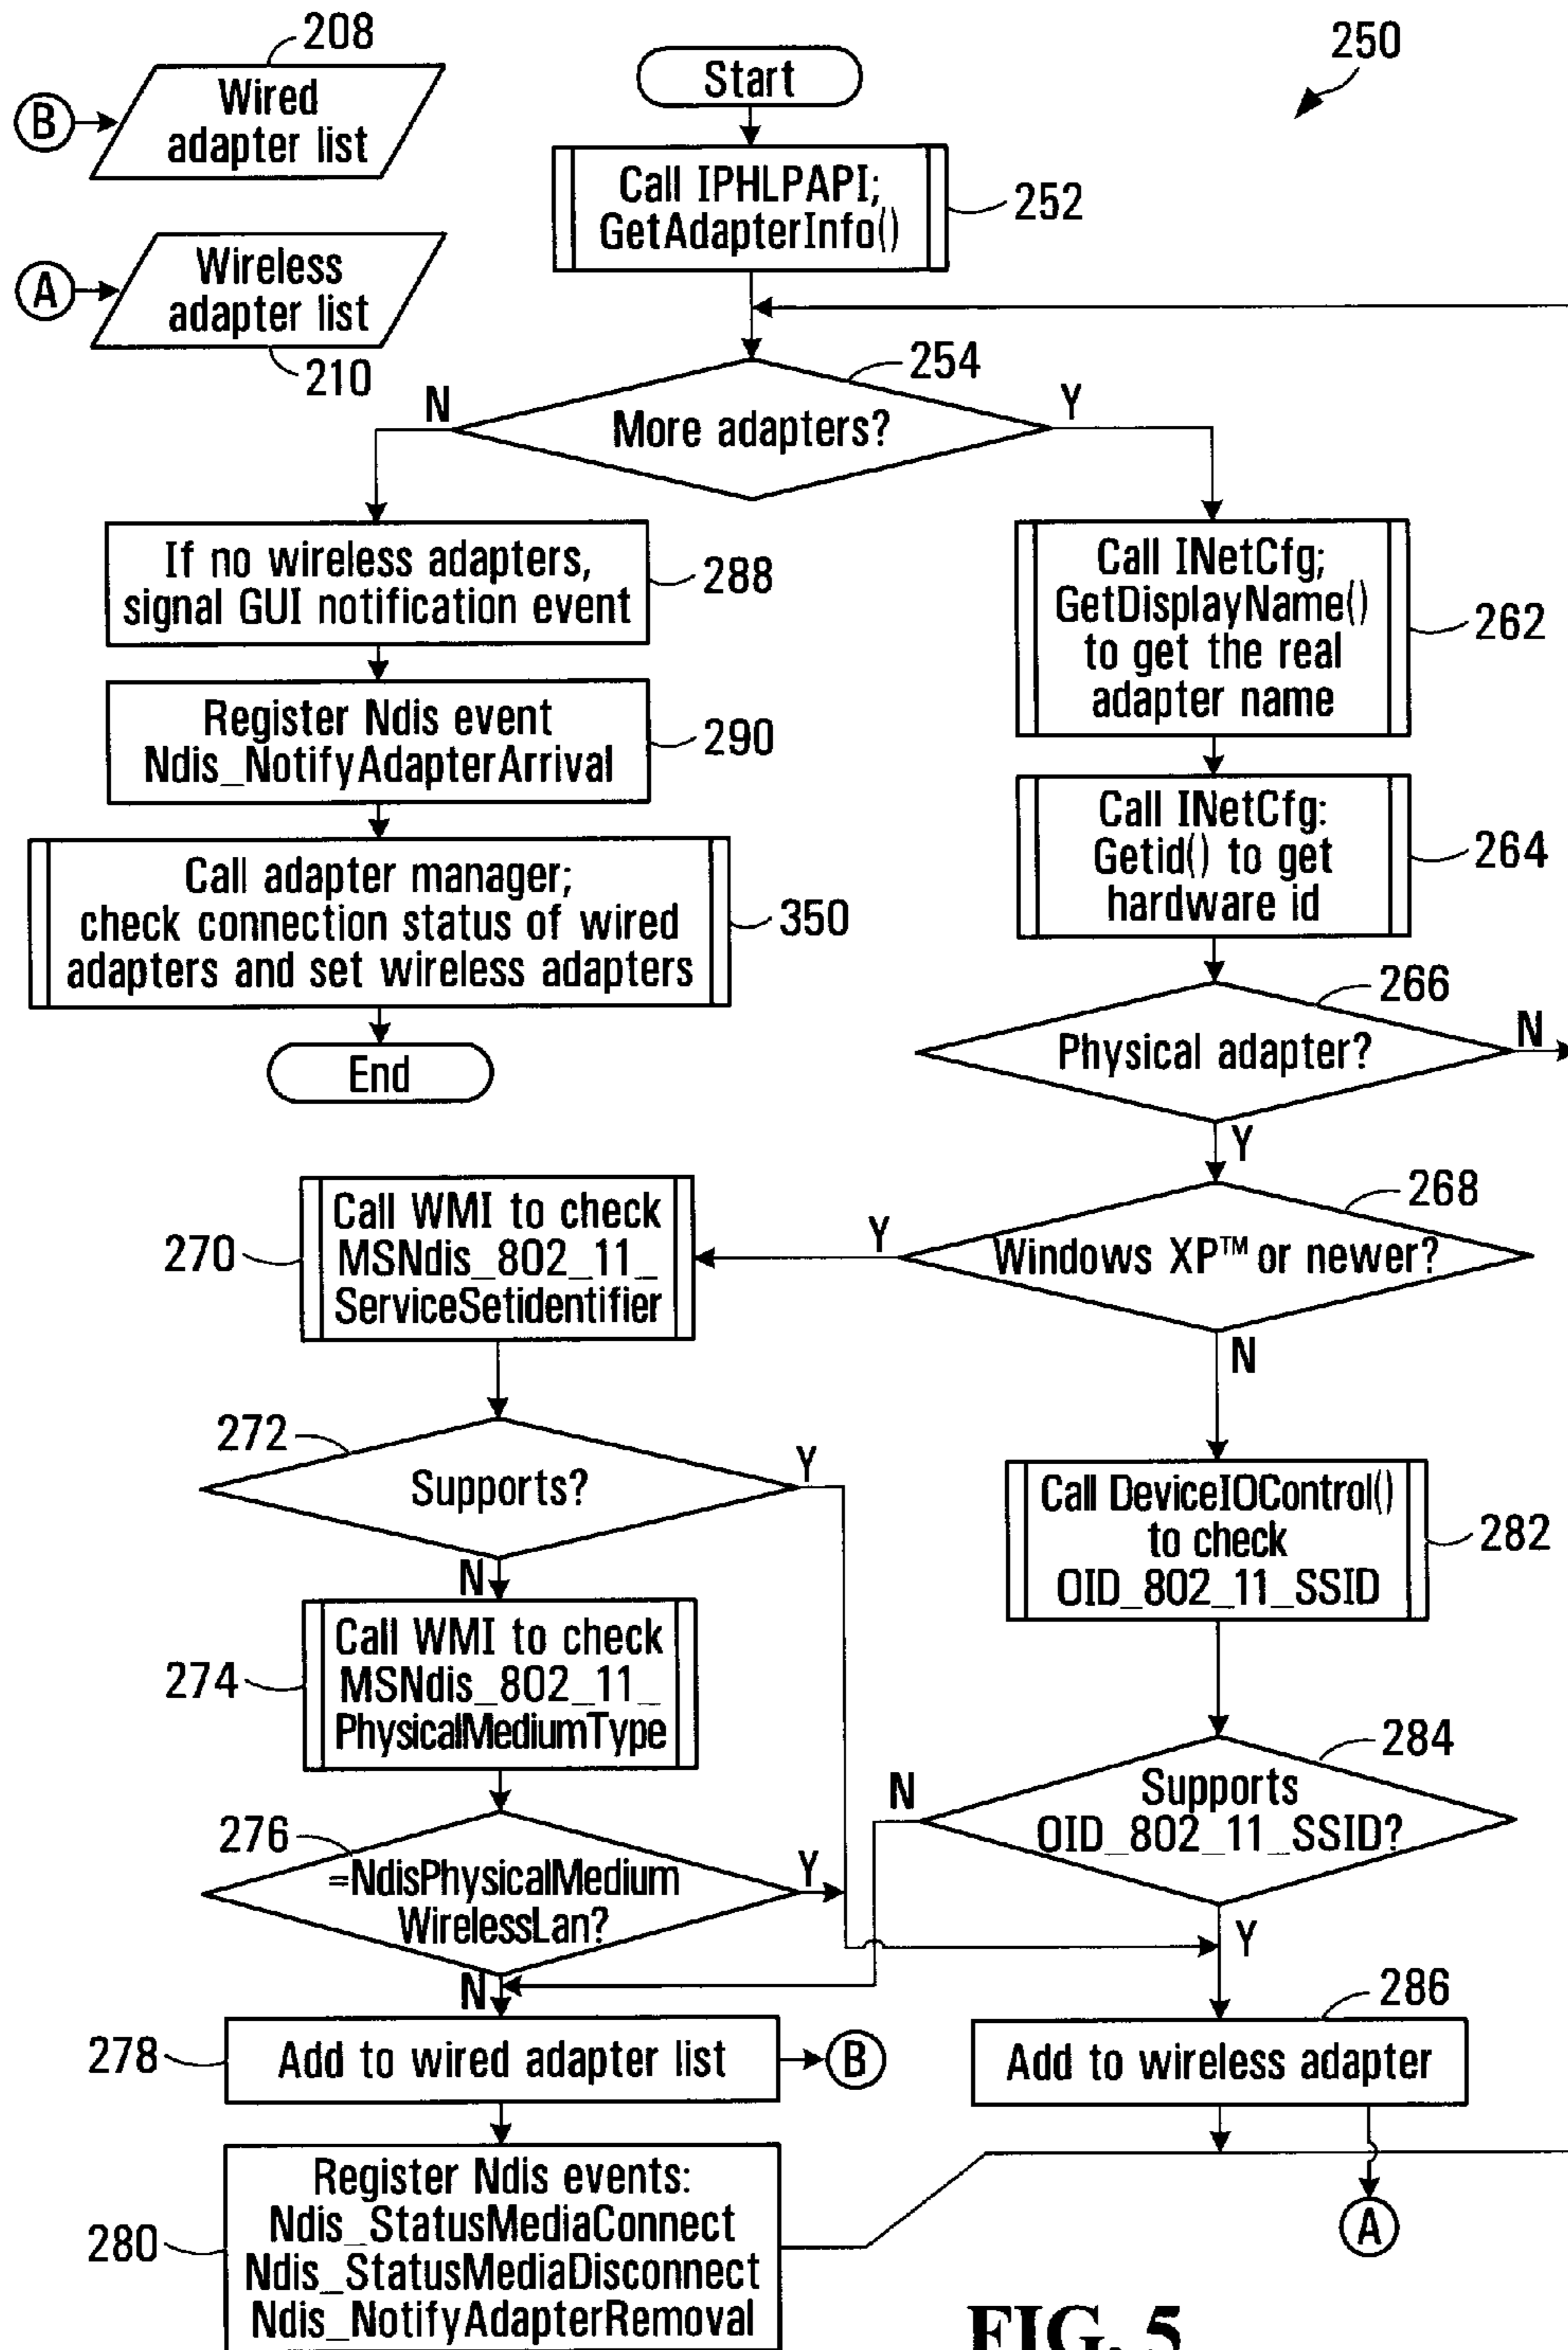 208
Wired
adapter list
B
Start
250
Call IPHLPAPI;
GetAdapterInfo()
252
Wireless
adapter list
A
210
254
More adapters?
N
Y
If no wireless adapters,
signal GUI notification event
288
Call INetCfg;
GetDisplayName()
to get the real
adapter name
262
Register Ndis event
Ndis_NotifyAdapterArrival
290
Call INetCfg:
Getid() to get
hardware id
264
Call adapter manager;
check connection status of wired
adapters and set wireless adapters
350
End
266
Physical adapter?
N
Y
268
Windows XP™ or newer?
Y
N
270
Call WMI to check
MSNdis_802_11_
ServiceSetidentifier
272
Supports?
Y
N
Call DeviceIOControl()
to check
OID_802_11_SSID
282
274
Call WMI to check
MSNdis_802_11_
PhysicalMediumType
284
Supports
OID_802_11_SSID?
N
Y
276
=NdisPhysicalMedium
WirelessLan?
Y
N
278
Add to wired adapter list
B
286
Add to wireless adapter
A
280
Register Ndis events:
Ndis_StatusMediaConnect
Ndis_StatusMediaDisconnect
Ndis_NotifyAdapterRemoval
FIG. 5